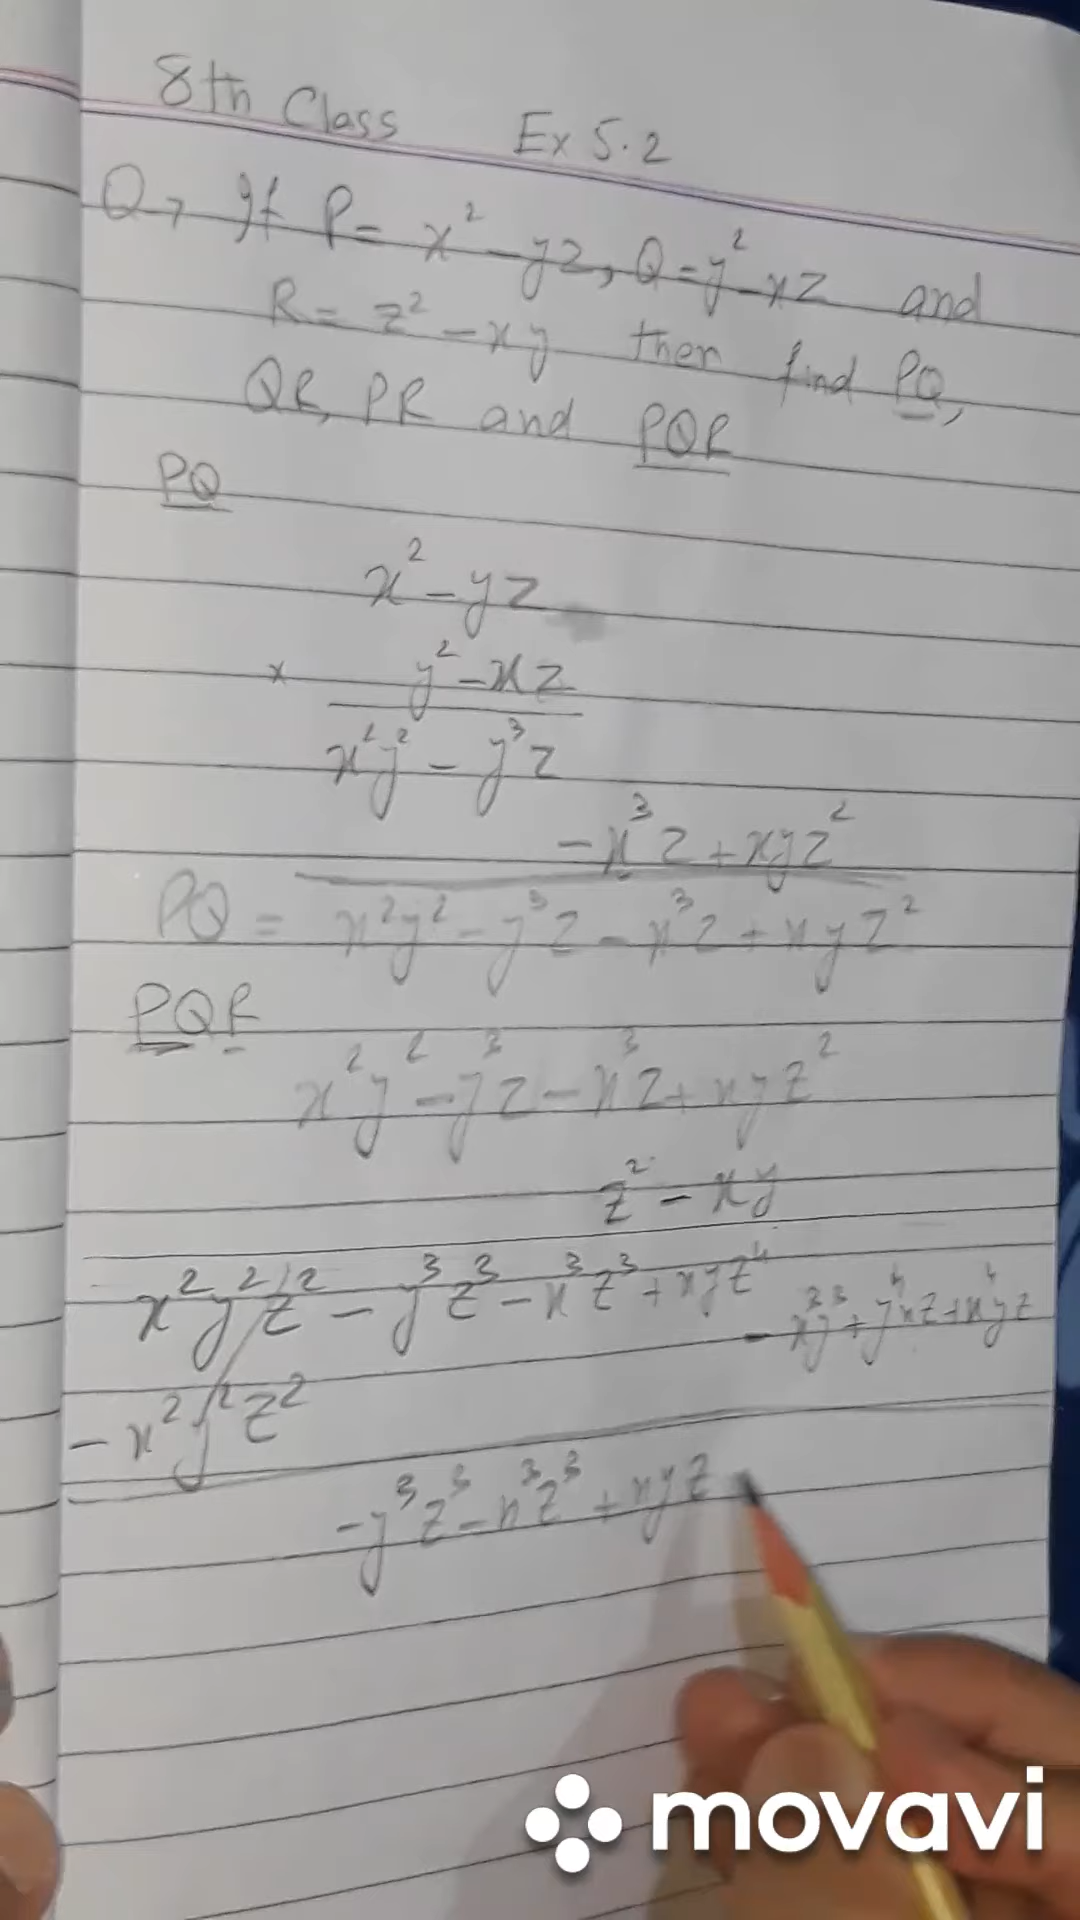 8th Class Ex 5.2
Q, If P = x² - yz, Q = y² - xz and
R = z² - xy then find PQ,
QR, PR and PQR
PQ
x² - yz
x y² - xz
x²y² - y³z
- x³z + xyz²
PQ = x²y² - y³z - x³z + xyz²
PQR
x²y² - y³z - x³z + xyz²
z² - xy
x²y²z² - y³z³ - x³z³ + xyz⁴ - x³y³ + y⁴xz + x⁴yz
- x²y²z²
- y³z³ - x³z³ + xyz
movavi